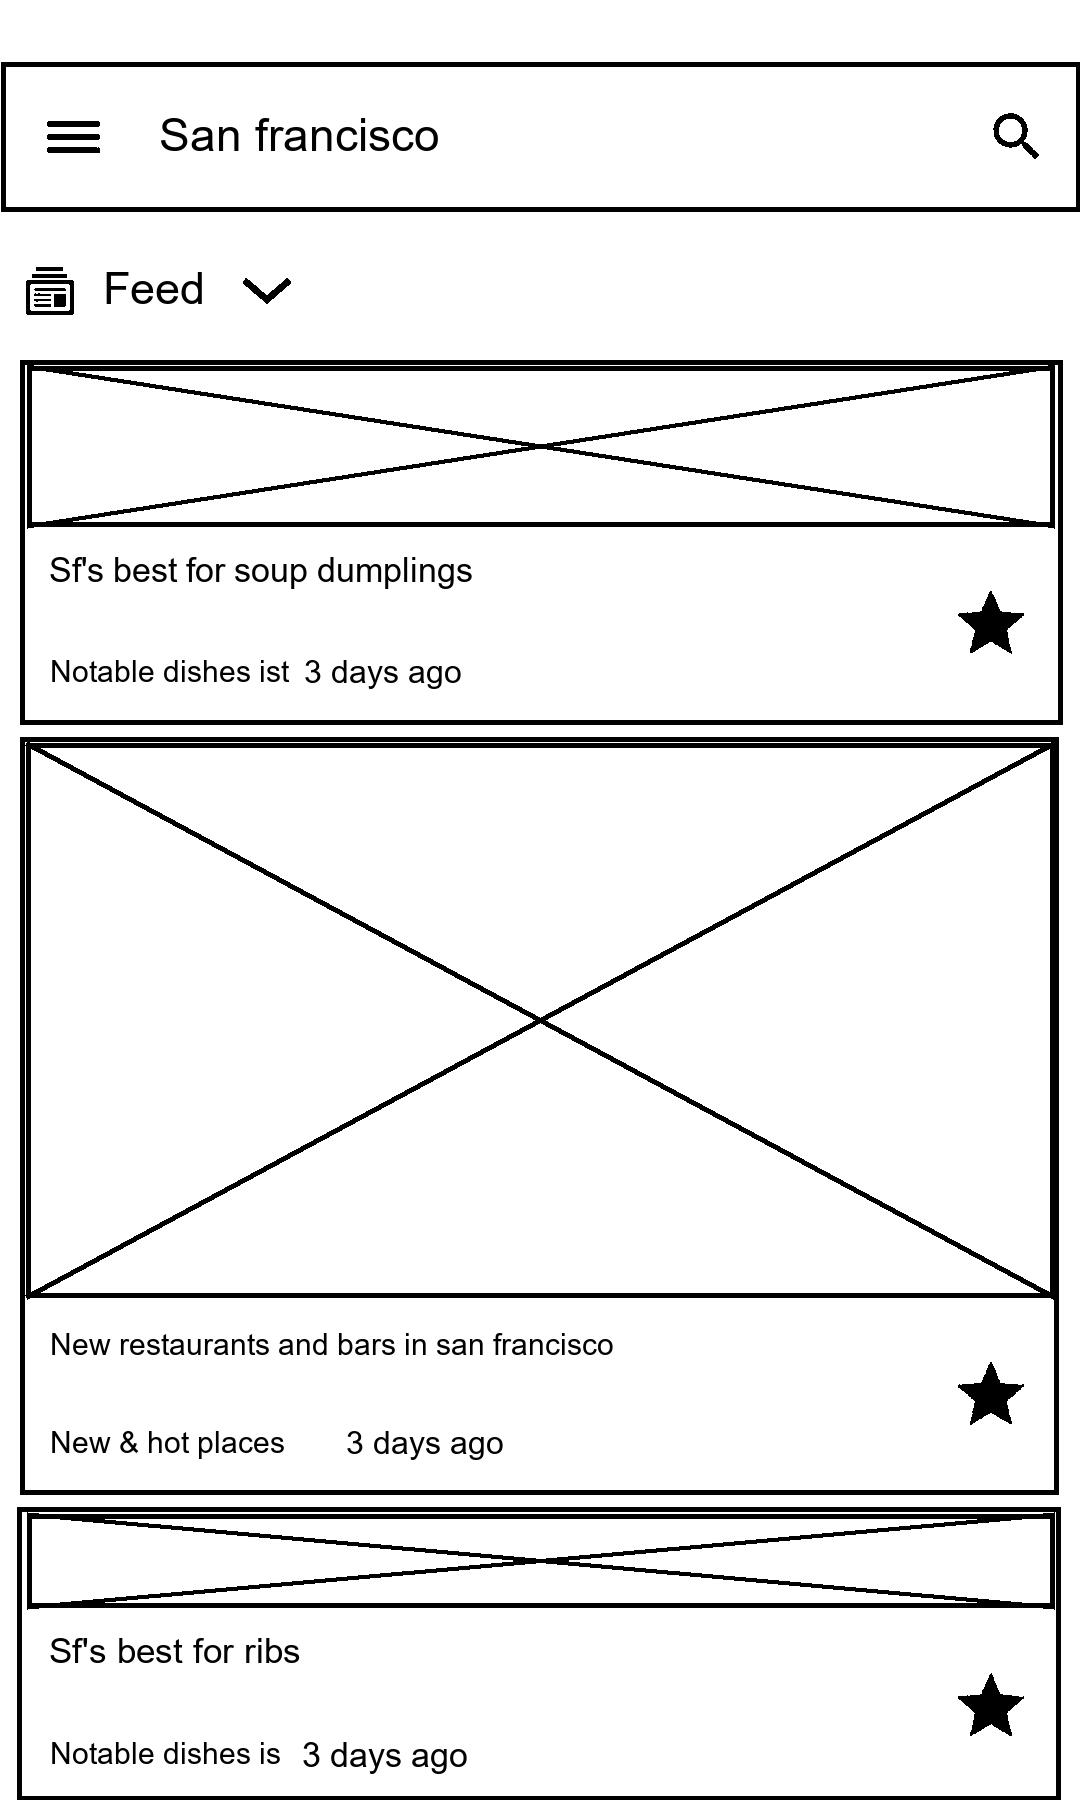 San francisco
Feed
Sf's best for soup dumplings
Notable dishes ist 3 days ago
New restaurants and bars in san francisco
New & hot places 3 days ago
Sf's best for ribs
Notable dishes is 3 days ago